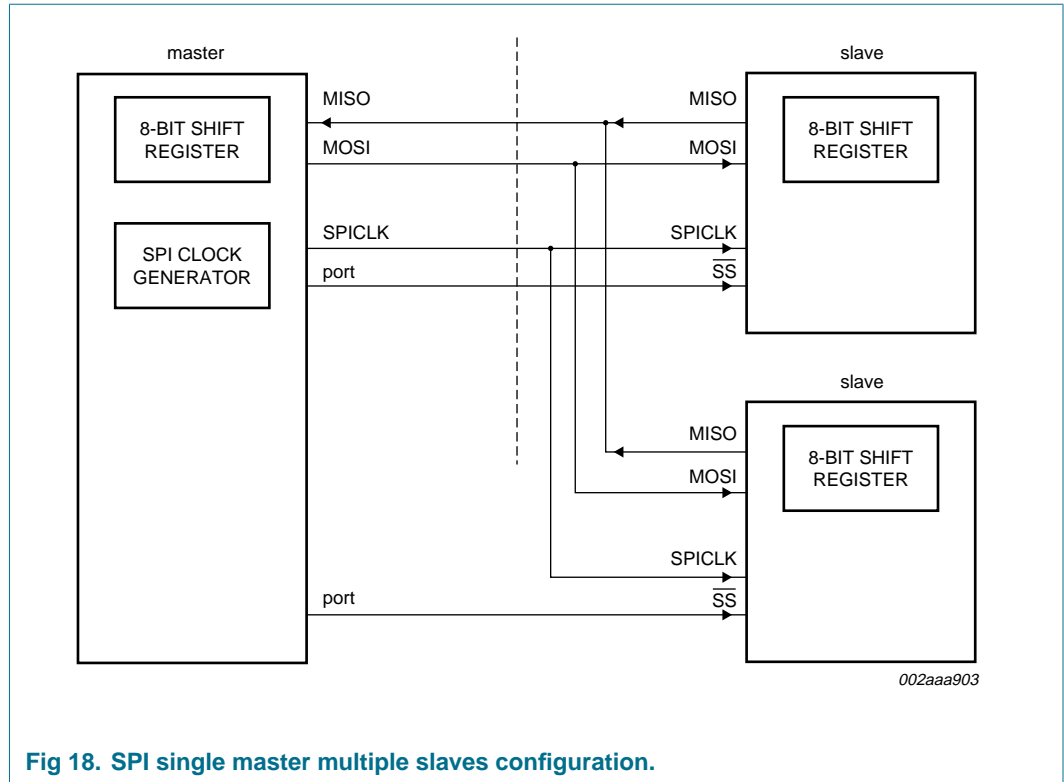 master
slave
8-BIT SHIFT
REGISTER
MISO
MISO
8-BIT SHIFT
REGISTER
MOSI
MOSI
SPI CLOCK
GENERATOR
SPICLK
SPICLK
port
S̅S̅
slave
MISO
8-BIT SHIFT
REGISTER
MOSI
SPICLK
port
S̅S̅
002aaa903
Fig 18. SPI single master multiple slaves configuration.